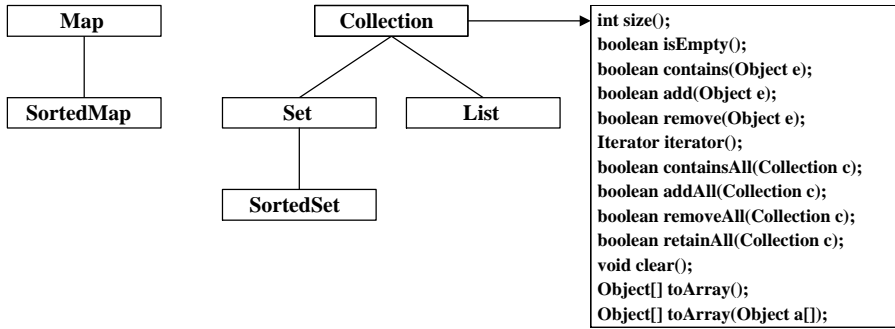 Map
Collection
SortedMap
Set
List
SortedSet
int size();
boolean isEmpty();
boolean contains(Object e);
boolean add(Object e);
boolean remove(Object e);
Iterator iterator();
boolean containsAll(Collection c);
boolean addAll(Collection c);
boolean removeAll(Collection c);
boolean retainAll(Collection c);
void clear();
Object[] toArray();
Object[] toArray(Object a[]);